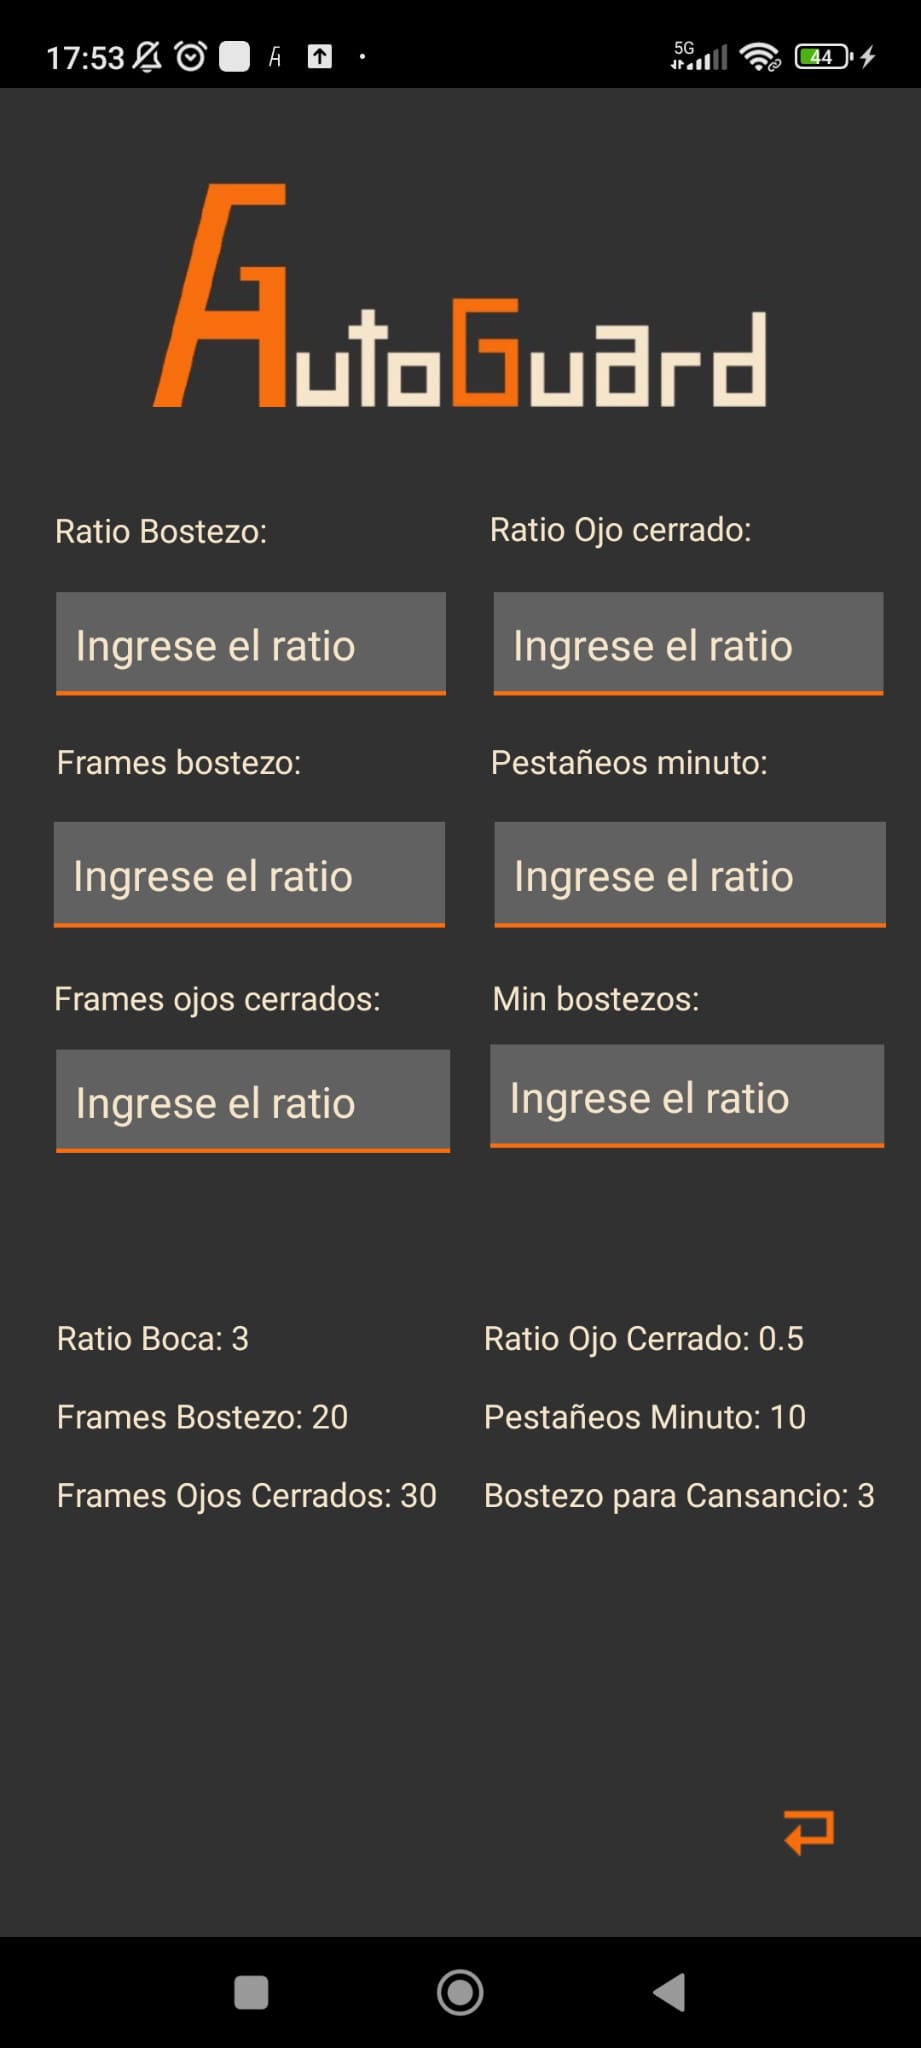 17:53
5G
44
AutoGuard
Ratio Bostezo:
Ratio Ojo cerrado:
Ingrese el ratio
Ingrese el ratio
Frames bostezo:
Pestañeos minuto:
Ingrese el ratio
Ingrese el ratio
Frames ojos cerrados:
Min bostezos:
Ingrese el ratio
Ingrese el ratio
Ratio Boca: 3
Ratio Ojo Cerrado: 0.5
Frames Bostezo: 20
Pestañeos Minuto: 10
Frames Ojos Cerrados: 30
Bostezo para Cansancio: 3